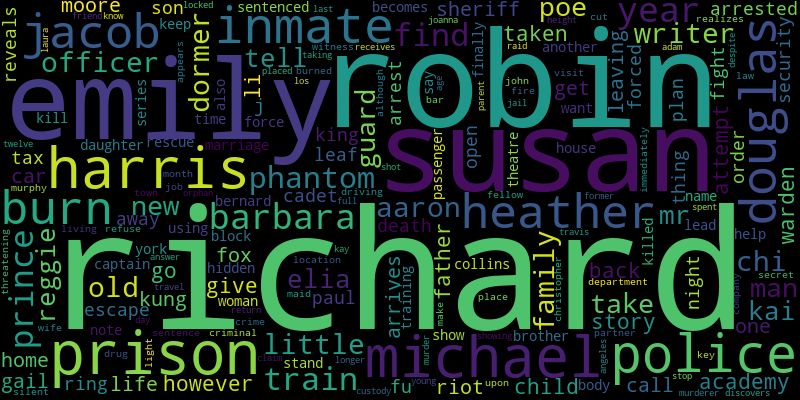 richard
robin
emily
susan
michael
prison
police
harris
heather
barbara
burn
douglas
jacob
inmate
find
year
family
prince
train
little
phantom
aaron
dormer
guard
officer
writer
poe
tell
old
new
elia
chi
kai
man
mr
take
story
father
academy
child
call
riot
fu
kung
go
give
fox
li
j
king
get
taken
moore
son
keep
sentenced
sheriff
arrested
becomes
reveals
series
kill
time
also
force
daughter
rescue
marriage
leaf
tax
car
cadet
driving
bernard
away
using
death
arrest
say
bar
open
passenger
theatre
house
fire
jail
john
joanna
finally
another
witness
receives
although
appears
burned
placed
taking
los
locked
friend
know
laura
last
cut
height
age
raid
visit
want
plan
forced
leaving
despite
adam
realizes
fight
security
attempt
order
law
warden
thing
parent
immediately
fellow
former
name
spent
lead
help
killed
travis
christopher
collins
back
night
department
place
make
arrives
training
location
hidden
woman
maid
paul
note
york
block
captain
answer
travel
escape
town
orphan
month
job
living
refuse
murphy
twelve
shot
full
kay
reggie
threatening
wife
home
gail
silent
ring
life
however
drug
day
light
sentence
crime
criminal
return
claim
stand
longer
custody
young
show
showing
murder
brother
upon
body
angeles
partner
key
stop
murderer
discovers
company
secret
one